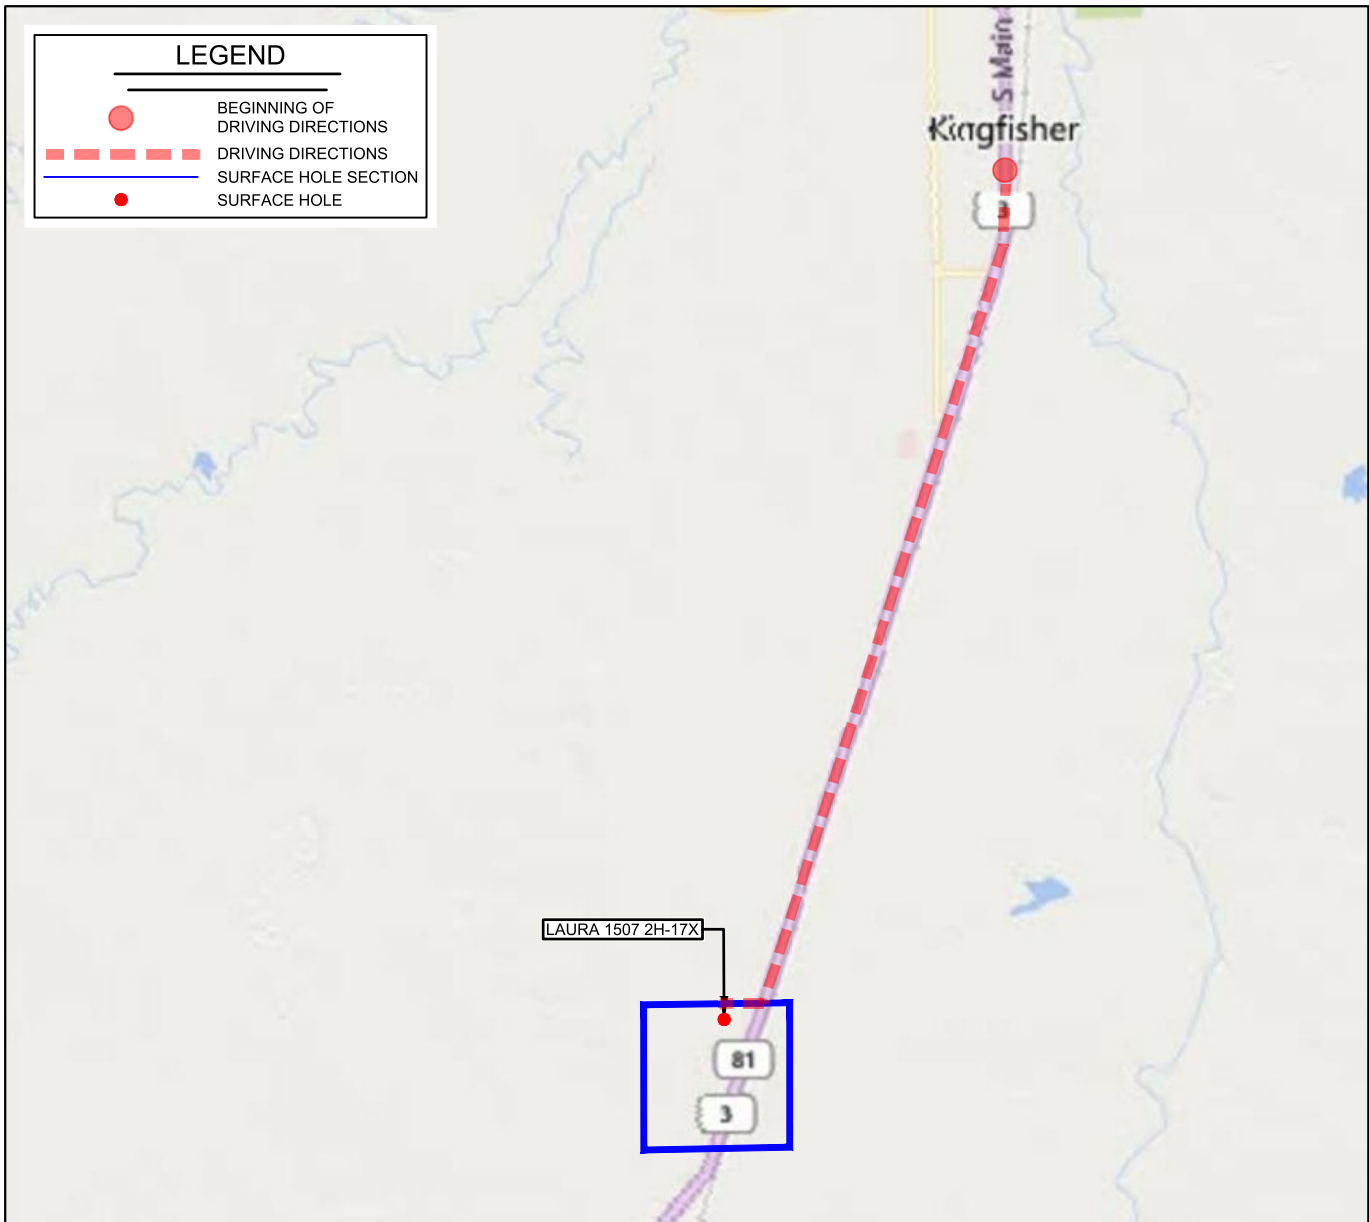 LEGEND
BEGINNING OF
DRIVING DIRECTIONS
DRIVING DIRECTIONS
SURFACE HOLE SECTION
SURFACE HOLE
S Main
Kingfisher
3
LAURA 1507 2H-17X
81
3